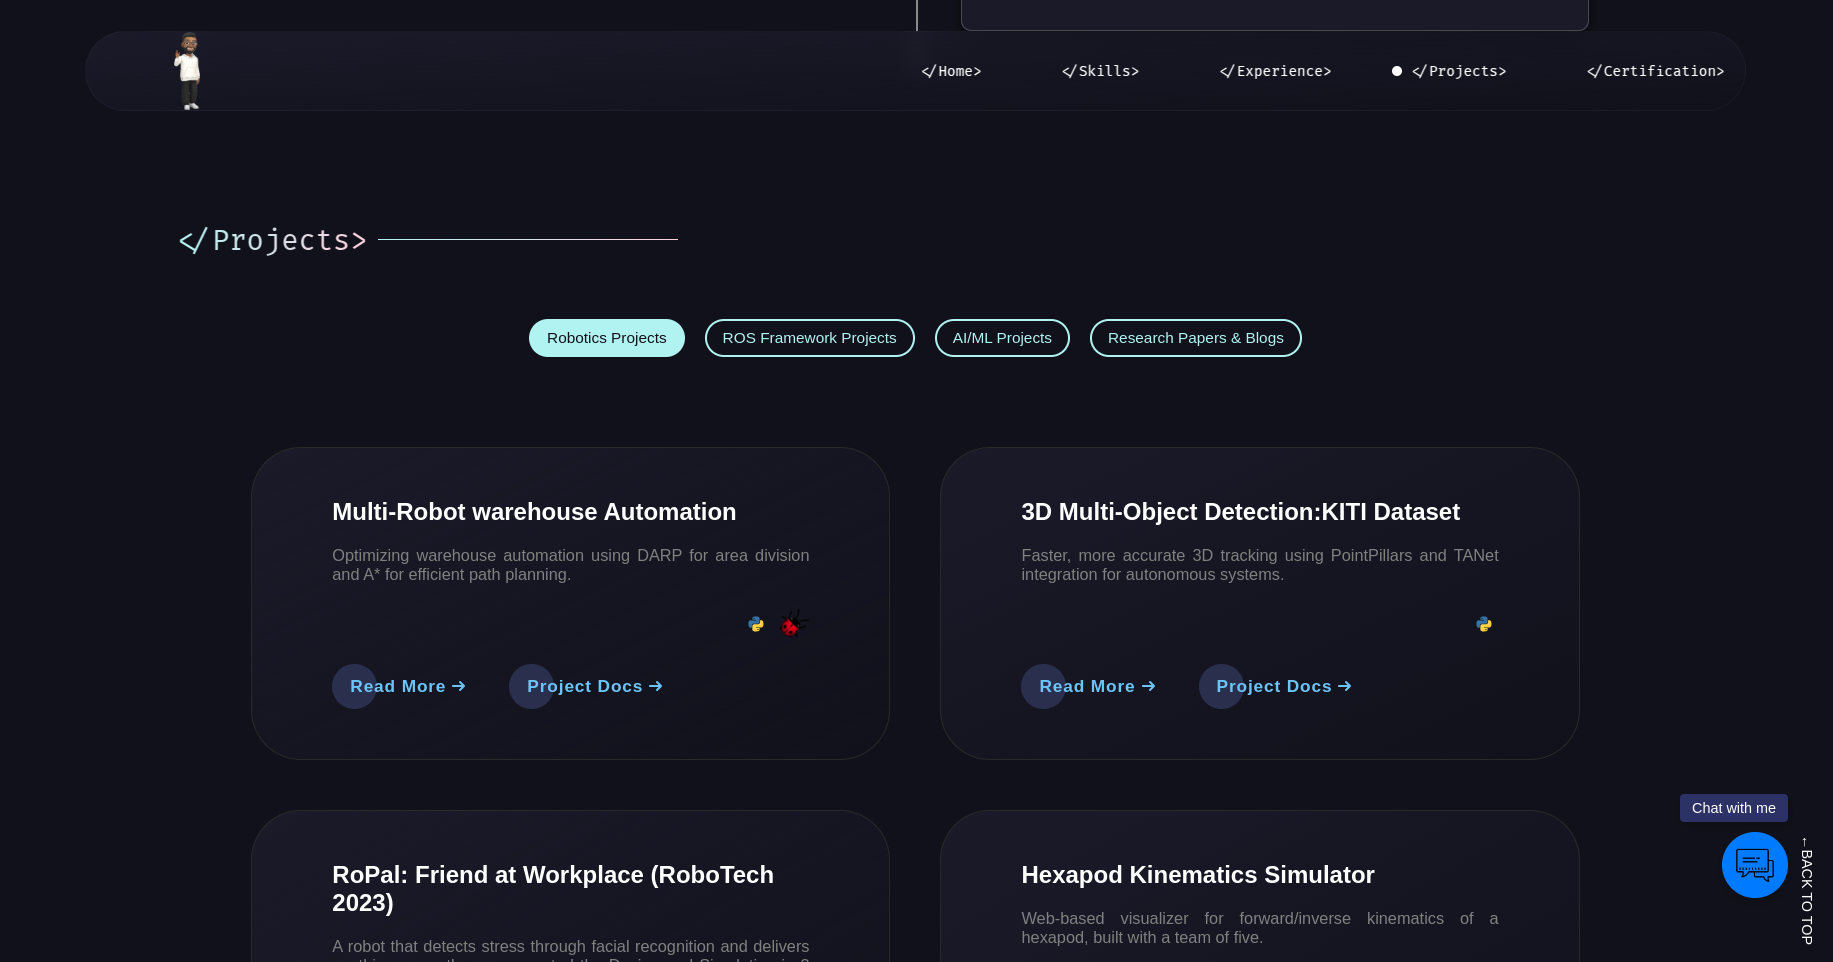 </Home>
</Skills>
</Experience>
</Projects>
</Certification>
</Projects>
Robotics Projects
ROS Framework Projects
AI/ML Projects
Research Papers & Blogs
Multi-Robot warehouse Automation
Optimizing warehouse automation using DARP for area division
and A* for efficient path planning.
Read More →
Project Docs →
3D Multi-Object Detection:KITI Dataset
Faster, more accurate 3D tracking using PointPillars and TANet
integration for autonomous systems.
Read More →
Project Docs →
RoPal: Friend at Workplace (RoboTech
2023)
A robot that detects stress through facial recognition and delivers
Hexapod Kinematics Simulator
Web-based visualizer for forward/inverse kinematics of a
hexapod, built with a team of five.
Chat with me
←BACK TO TOP